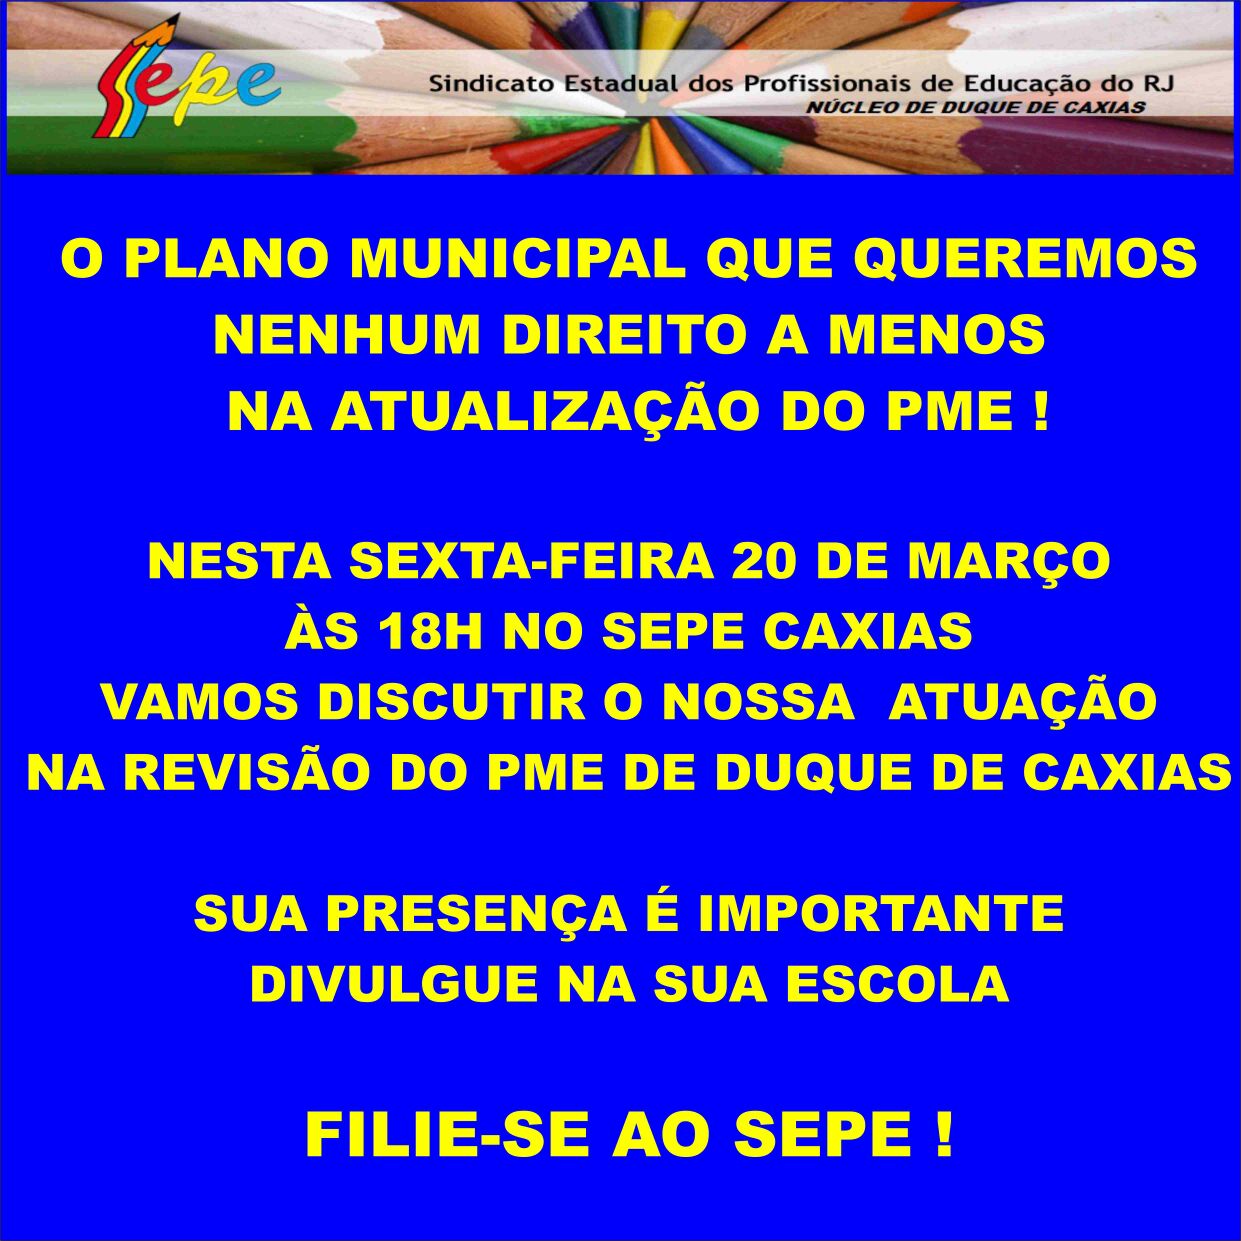 Sepe
Sindicato Estadual dos Profissionais de Educação do RJ
NÚCLEO DE DUQUE DE CAXIAS
O PLANO MUNICIPAL QUE QUEREMOS
NENHUM DIREITO A MENOS
NA ATUALIZAÇÃO DO PME !
NESTA SEXTA-FEIRA 20 DE MARÇO
ÀS 18H NO SEPE CAXIAS
VAMOS DISCUTIR O NOSSA ATUAÇÃO
NA REVISÃO DO PME DE DUQUE DE CAXIAS
SUA PRESENÇA É IMPORTANTE
DIVULGUE NA SUA ESCOLA
FILIE-SE AO SEPE !